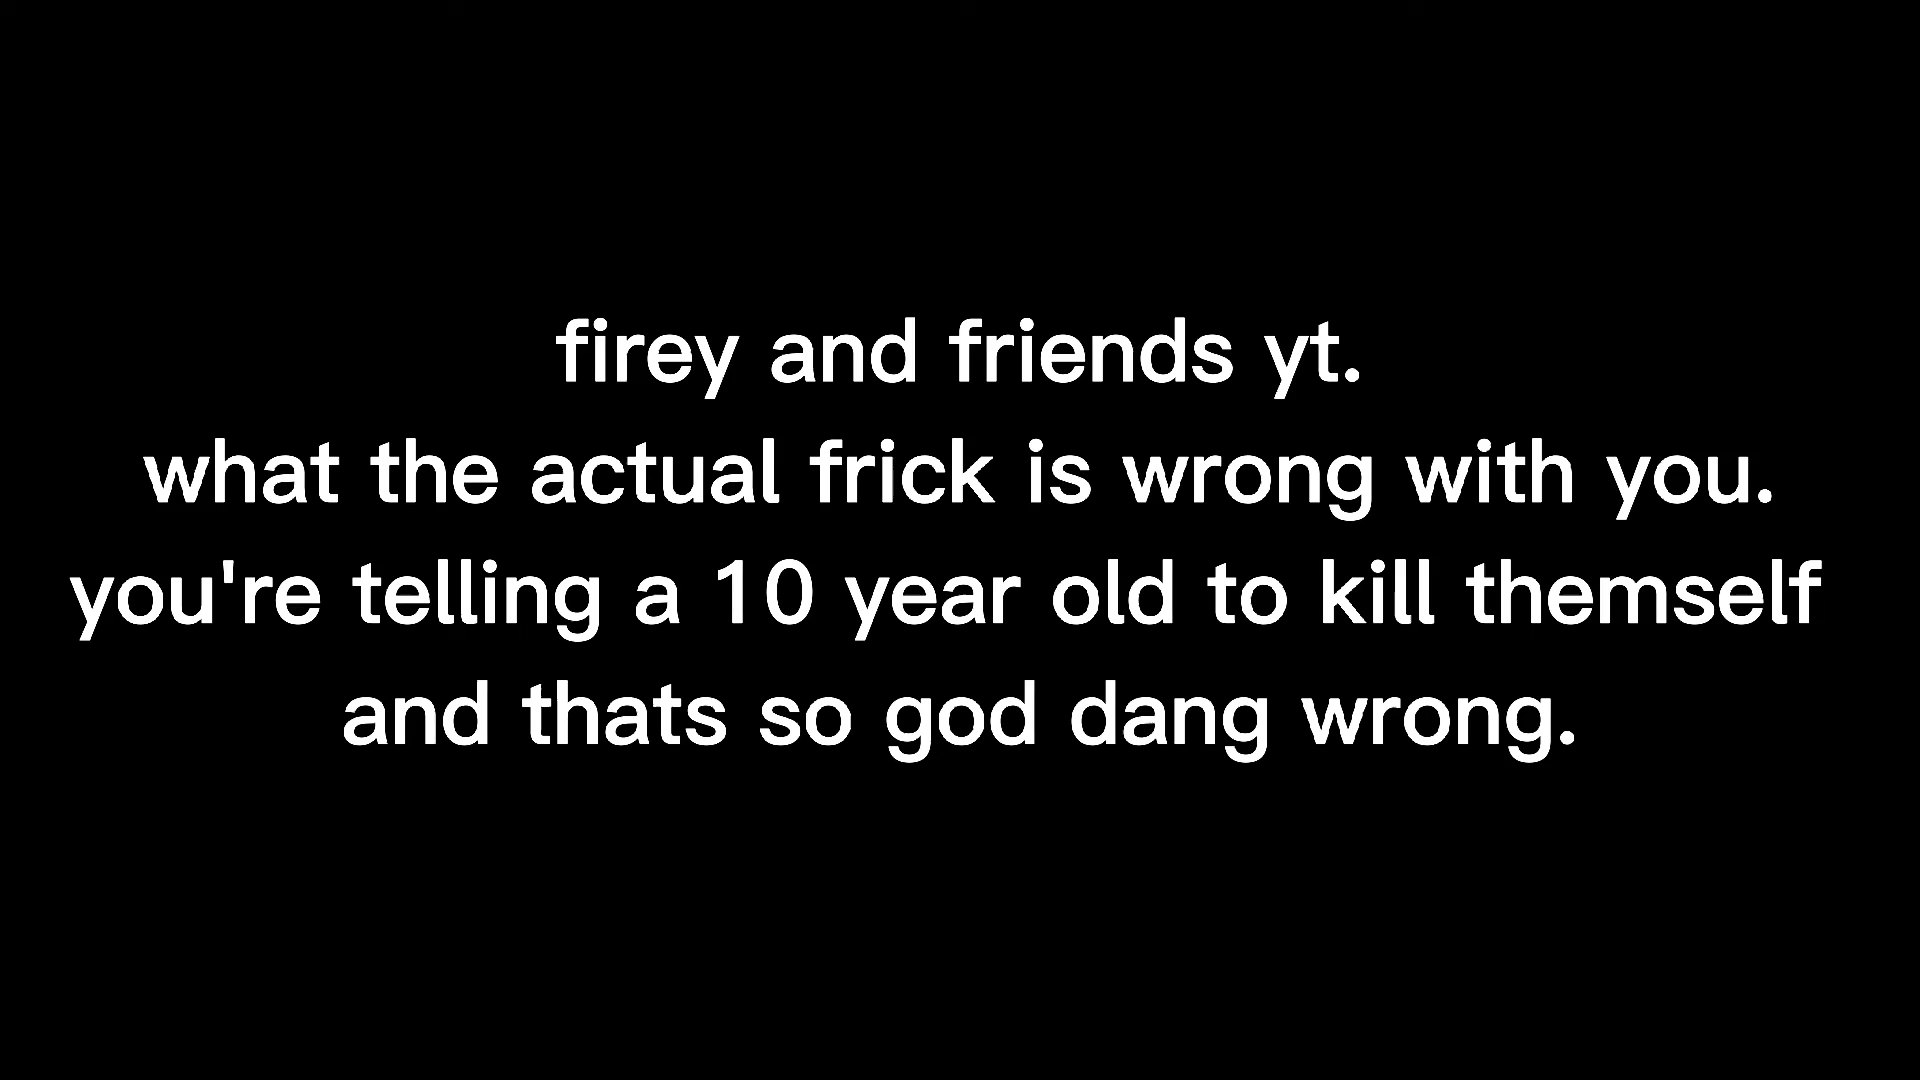 firey and friends yt.
what the actual frick is wrong with you.
you're telling a 10 year old to kill themself
and thats so god dang wrong.